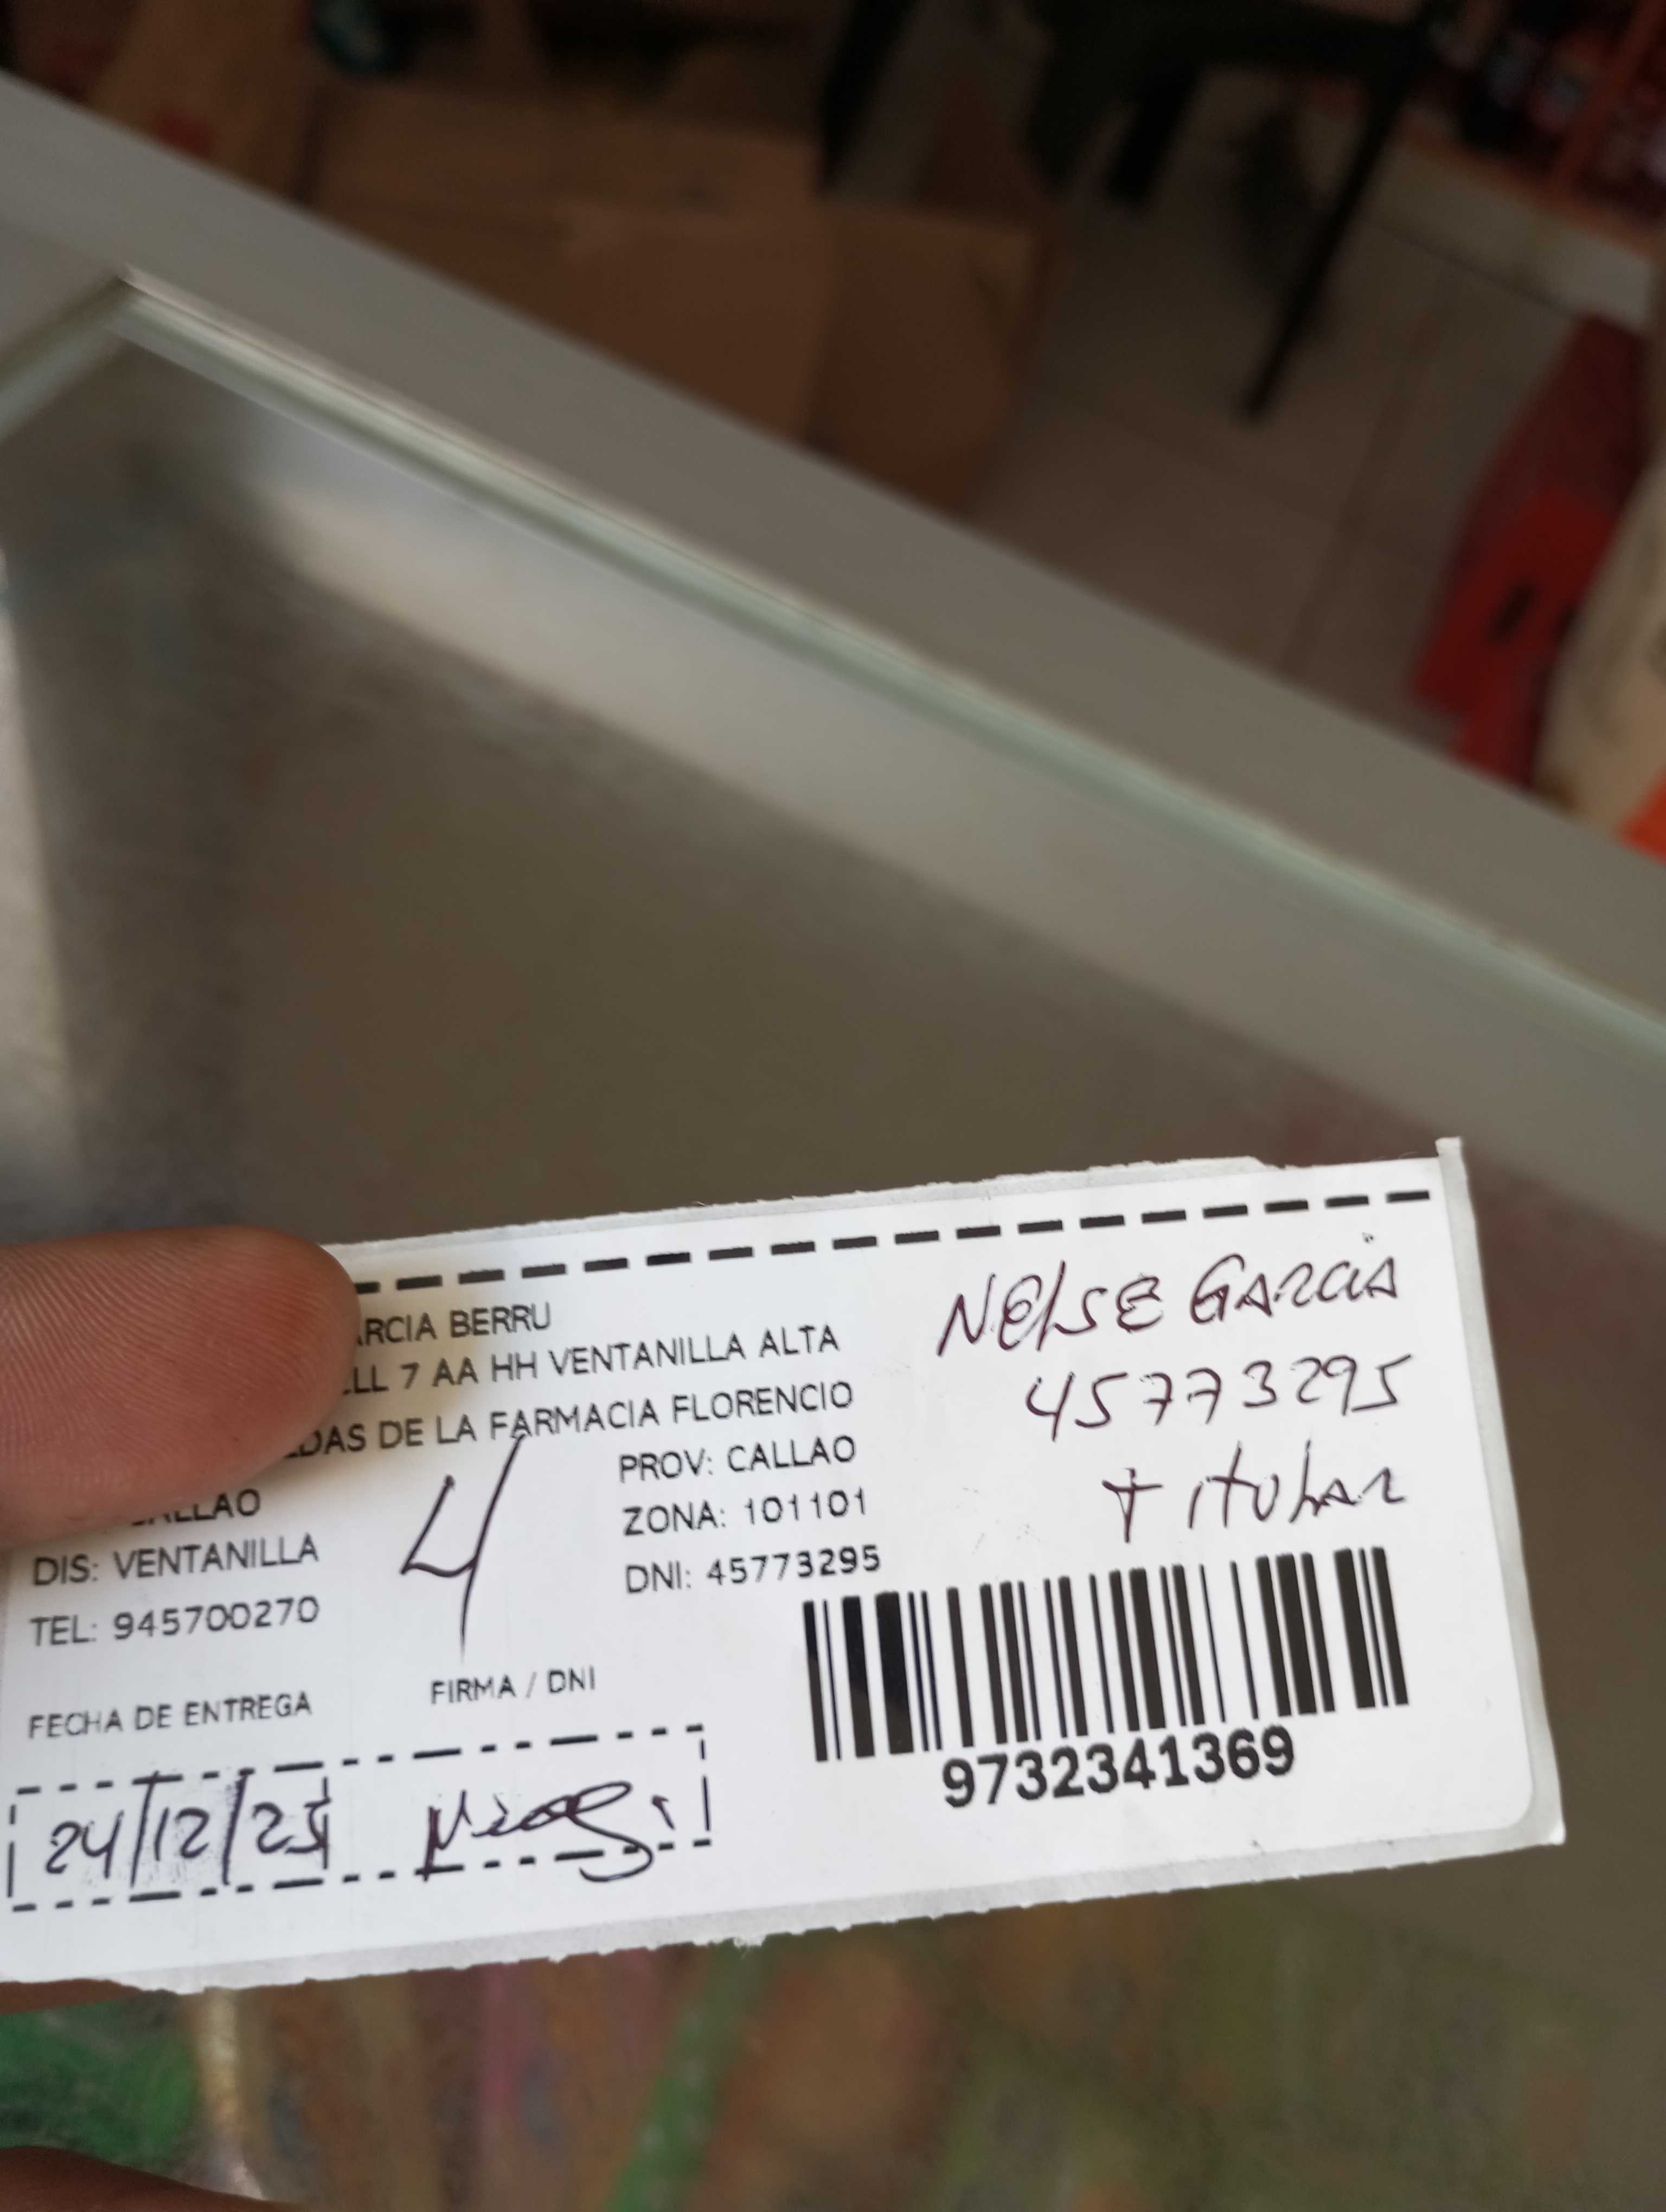 ARCIA BERRU
LL 7 AA HH VENTANILLA ALTA
DAS DE LA FARMACIA FLORENCIO
CALLAO
PROV: CALLAO
DIS: VENTANILLA
ZONA: 101101
TEL: 945700270
DNI: 45773295
4
NElSE GARCIA
45773295
TITULAR
FECHA DE ENTREGA
FIRMA / DNI
24/12/25
9732341369